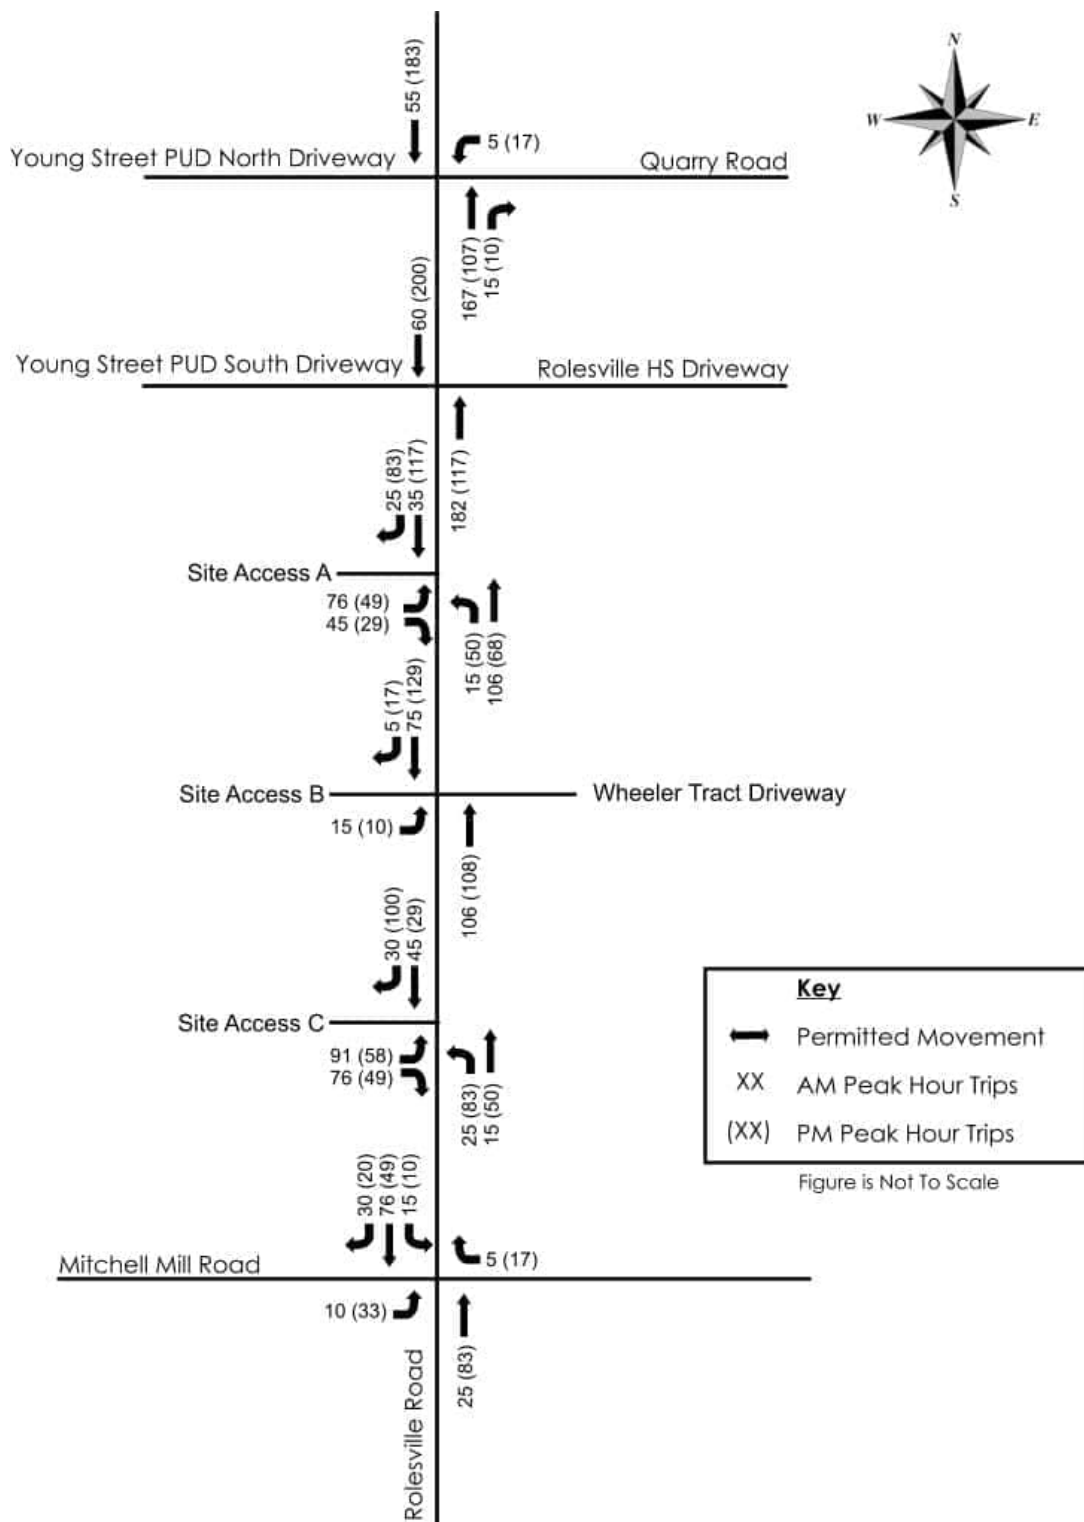 55 (183)
N
W
E
S
5 (17)
Young Street PUD North Driveway
Quarry Road
167 (107)
15 (10)
60 (200)
Young Street PUD South Driveway
Rolesville HS Driveway
25 (83)
35 (117)
182 (117)
Site Access A
76 (49)
45 (29)
15 (50)
106 (68)
5 (17)
75 (129)
Site Access B
Wheeler Tract Driveway
15 (10)
106 (108)
30 (100)
45 (29)
Site Access C
91 (58)
76 (49)
25 (83)
15 (50)
Key
Permitted Movement
XX AM Peak Hour Trips
(XX) PM Peak Hour Trips
Figure is Not To Scale
30 (20)
76 (49)
15 (10)
Mitchell Mill Road
5 (17)
10 (33)
25 (83)
Rolesville Road